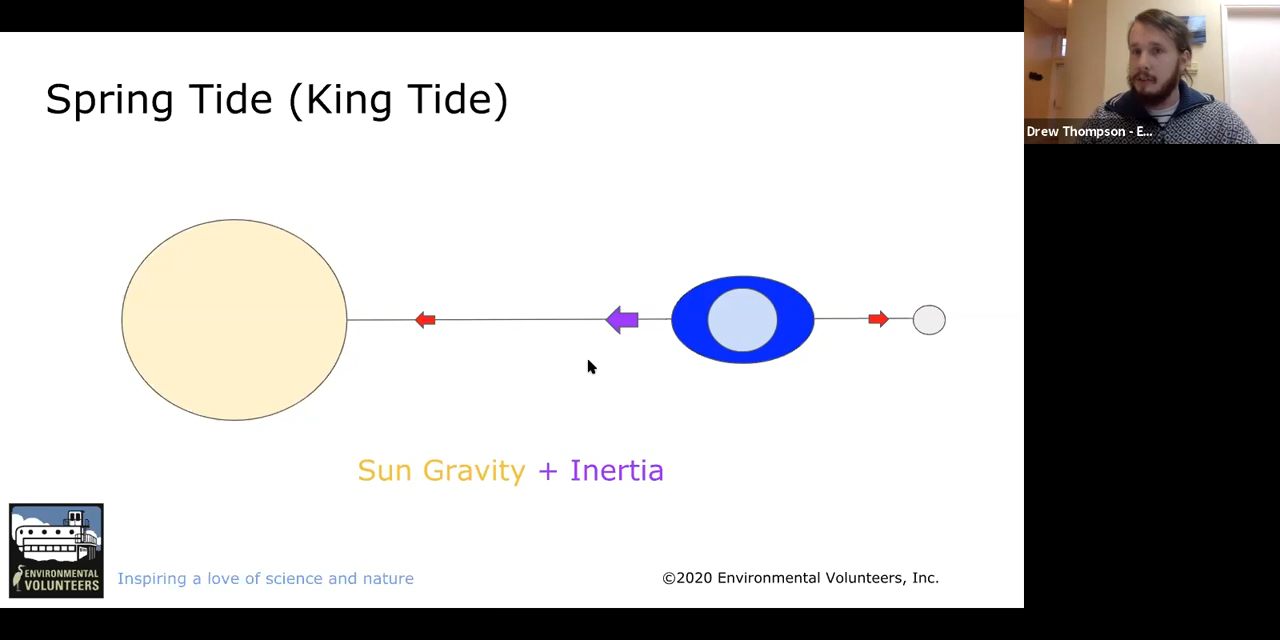 Spring Tide (King Tide)
Drew Thompson - E...
Sun Gravity + Inertia
ENVIRONMENTAL
VOLUNTEERS
Inspiring a love of science and nature
©2020 Environmental Volunteers, Inc.